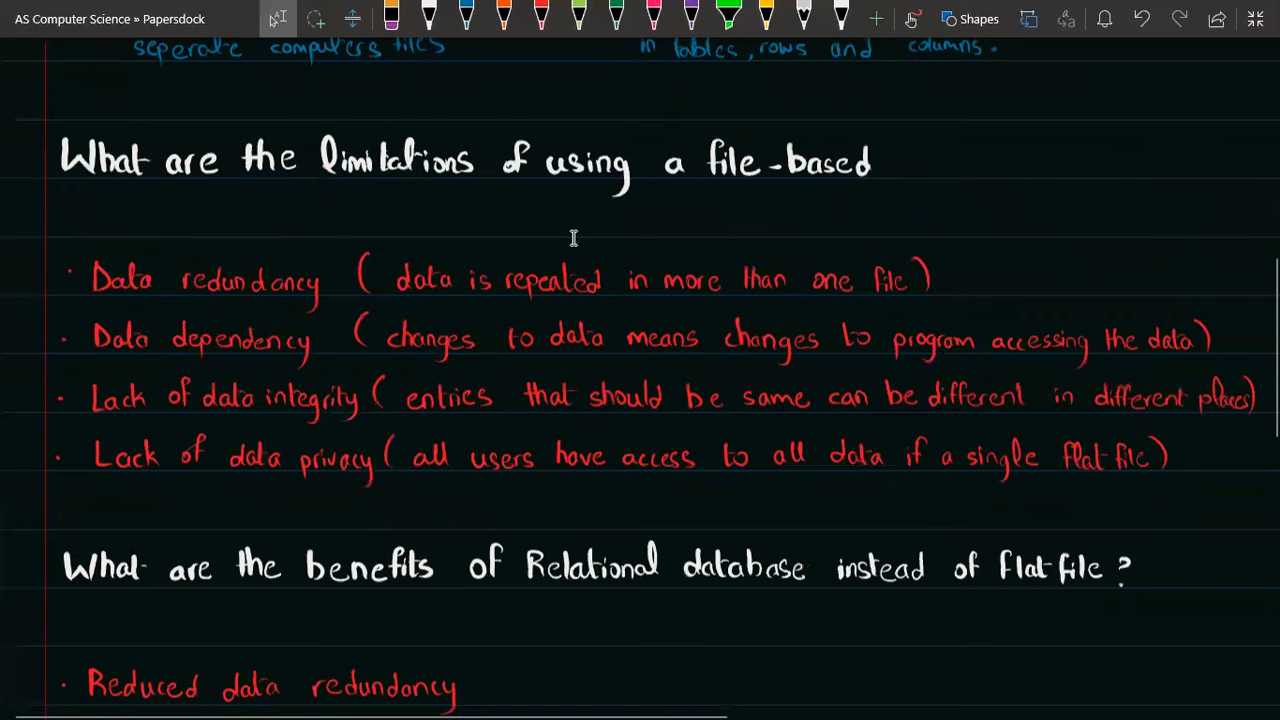 AS Computer Science » Papersdock
Shapes
seperate computers files
in tables, rows and columns.
What are the limitations of using a file-based
· Data redundancy ( data is repeated in more than one file )
· Data dependency ( changes to data means changes to program accessing the data )
· Lack of data integrity ( entries that should be same can be different in different places)
· Lack of data privacy ( all users have access to all data if a single flat file )
What are the benefits of Relational database instead of flat file ?
· Reduced data redundancy